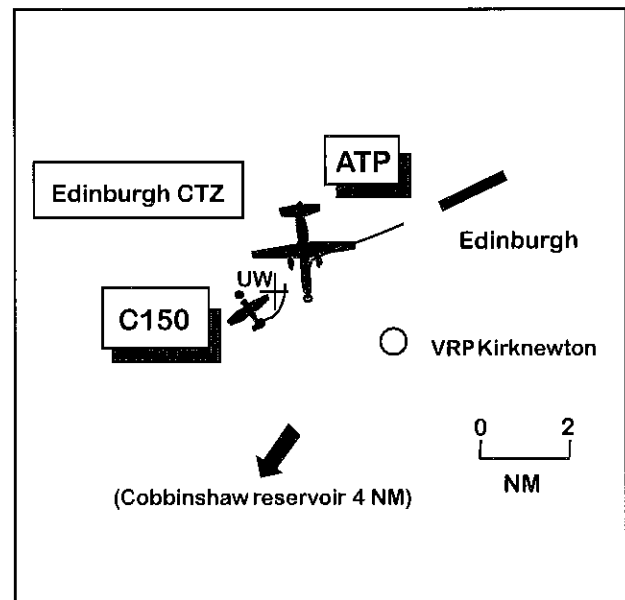 ATP
Edinburgh CTZ
Edinburgh
UW
C150
VRP Kirknewton
0 2
NM
(Cobbinshaw reservoir 4 NM)